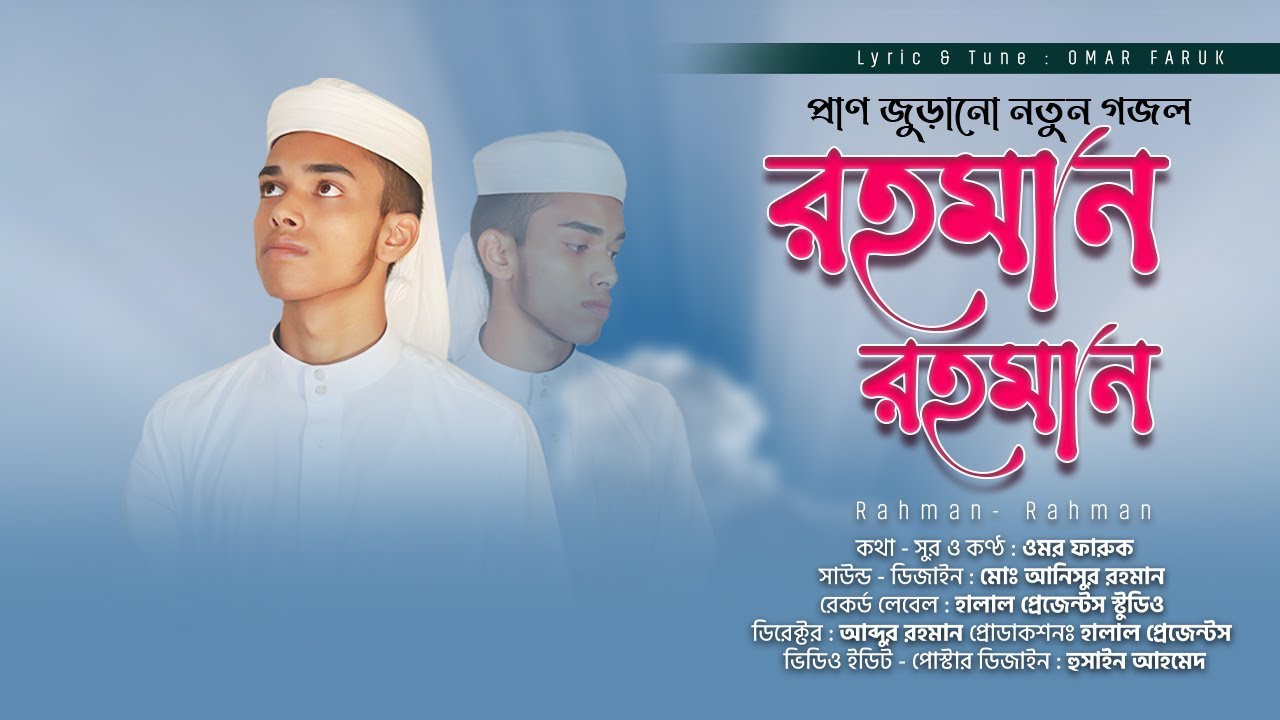 Lyric & Tune : OMAR FARUK
প্রাণ জুড়ানো নতুন গজল
রহমান
রহমান
Rahman- Rahman
কথা - সুর ও কণ্ঠ : ওমর ফারুক
সাউন্ড - ডিজাইন : মোঃ আনিসুর রহমান
রেকর্ড লেবেল : হালাল প্রেজেন্টস স্টুডিও
ডিরেক্টর : আব্দুর রহমান প্রোডাকশনঃ হালাল প্রেজেন্টস
ভিডিও ইডিট - পোস্টার ডিজাইন : হুসাইন আহমেদ